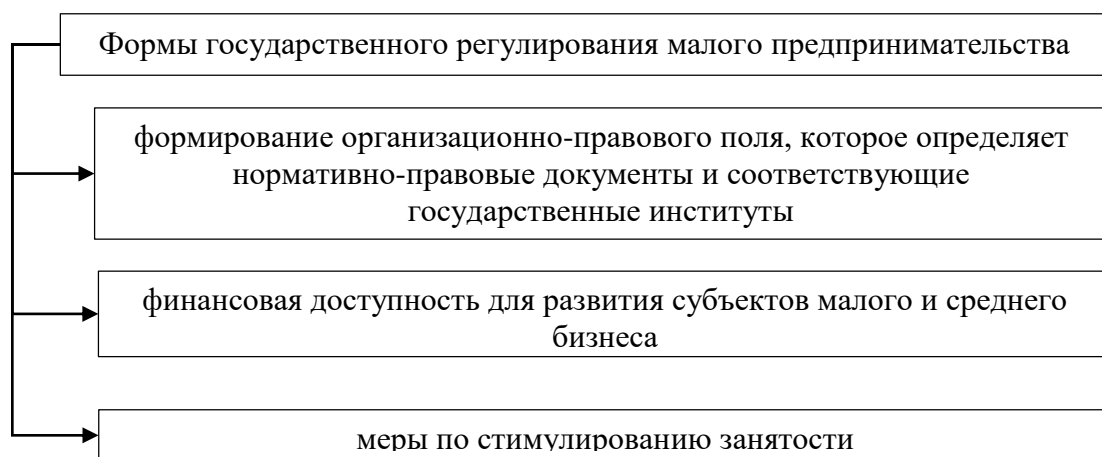 Формы государственного регулирования малого предпринимательства
формирование организационно-правового поля, которое определяет
нормативно-правовые документы и соответствующие
государственные институты
финансовая доступность для развития субъектов малого и среднего
бизнеса
меры по стимулированию занятости